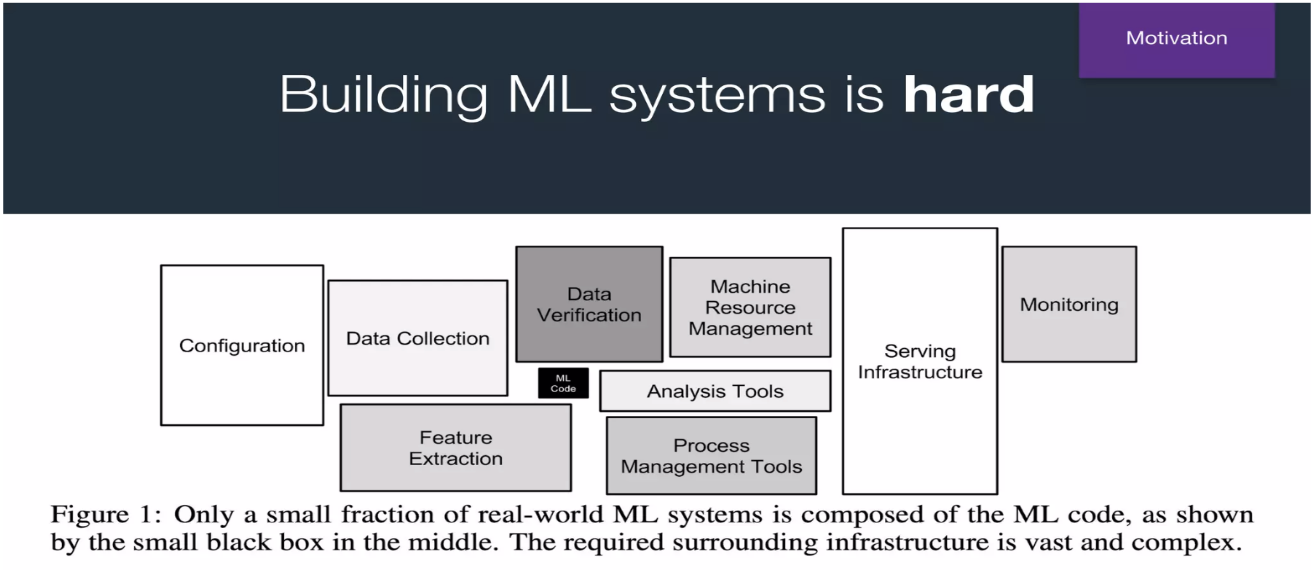 Motivation
Building ML systems is hard
Configuration
Data Collection
Data
Verification
Machine
Resource
Management
Serving
Infrastructure
Monitoring
ML
Code
Analysis Tools
Feature
Extraction
Process
Management Tools
Figure 1: Only a small fraction of real-world ML systems is composed of the ML code, as shown
by the small black box in the middle. The required surrounding infrastructure is vast and complex.